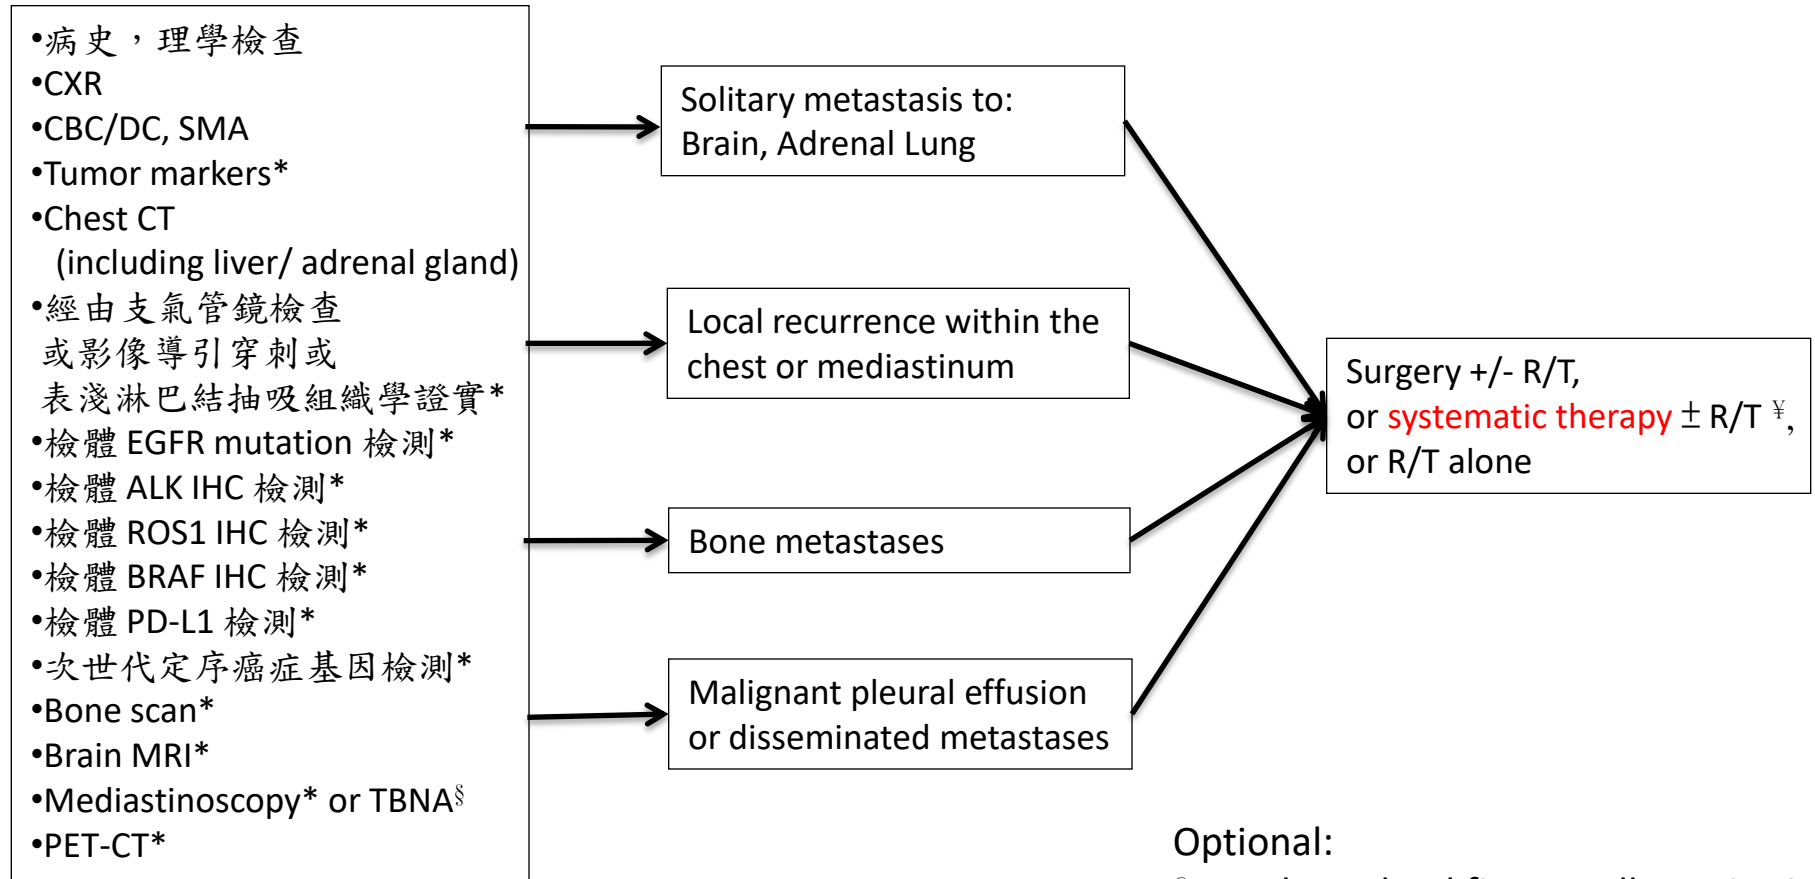 •病史，理學檢查
•CXR
•CBC/DC, SMA
•Tumor markers*
•Chest CT
(including liver/ adrenal gland)
•經由支氣管鏡檢查
或影像導引穿刺或
表淺淋巴結抽吸組織學證實*
•檢體 EGFR mutation 檢測*
•檢體 ALK IHC 檢測*
•檢體 ROS1 IHC 檢測*
•檢體 BRAF IHC 檢測*
•檢體 PD-L1 檢測*
•次世代定序癌症基因檢測*
•Bone scan*
•Brain MRI*
•Mediastinoscopy* or TBNA§
•PET-CT*
Solitary metastasis to:
Brain, Adrenal Lung
Local recurrence within the
chest or mediastinum
Bone metastases
Malignant pleural effusion
or disseminated metastases
Surgery +/- R/T,
or systematic therapy ± R/T ¥,
or R/T alone
Optional: